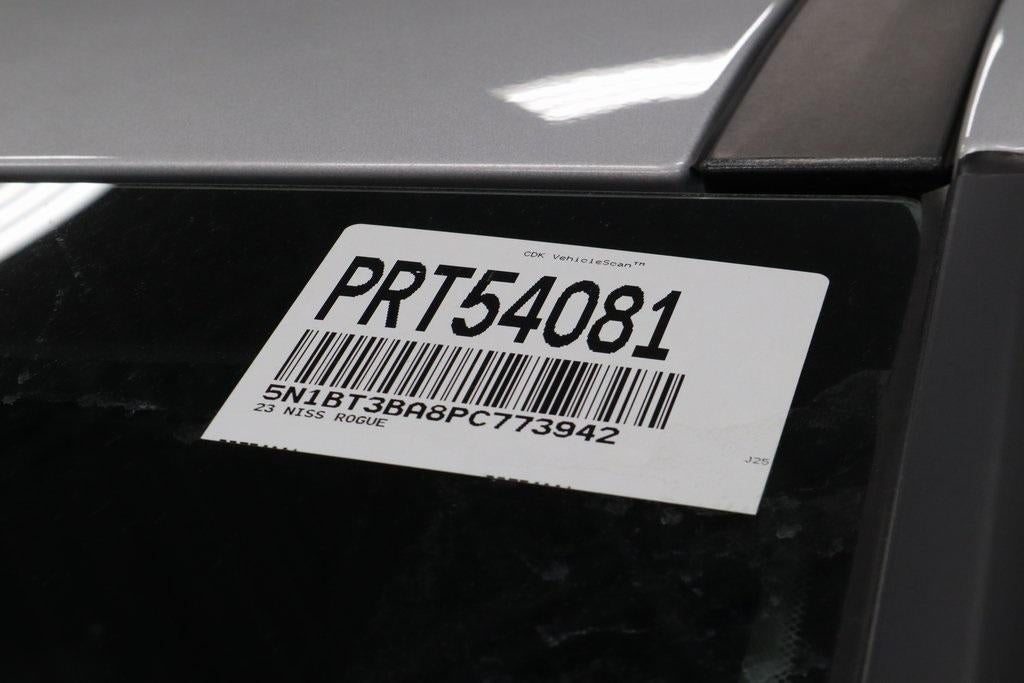 CDK VehicleScan™
PRT54081
5N1BT3BA8PC773942
23 NISS ROGUE
J25